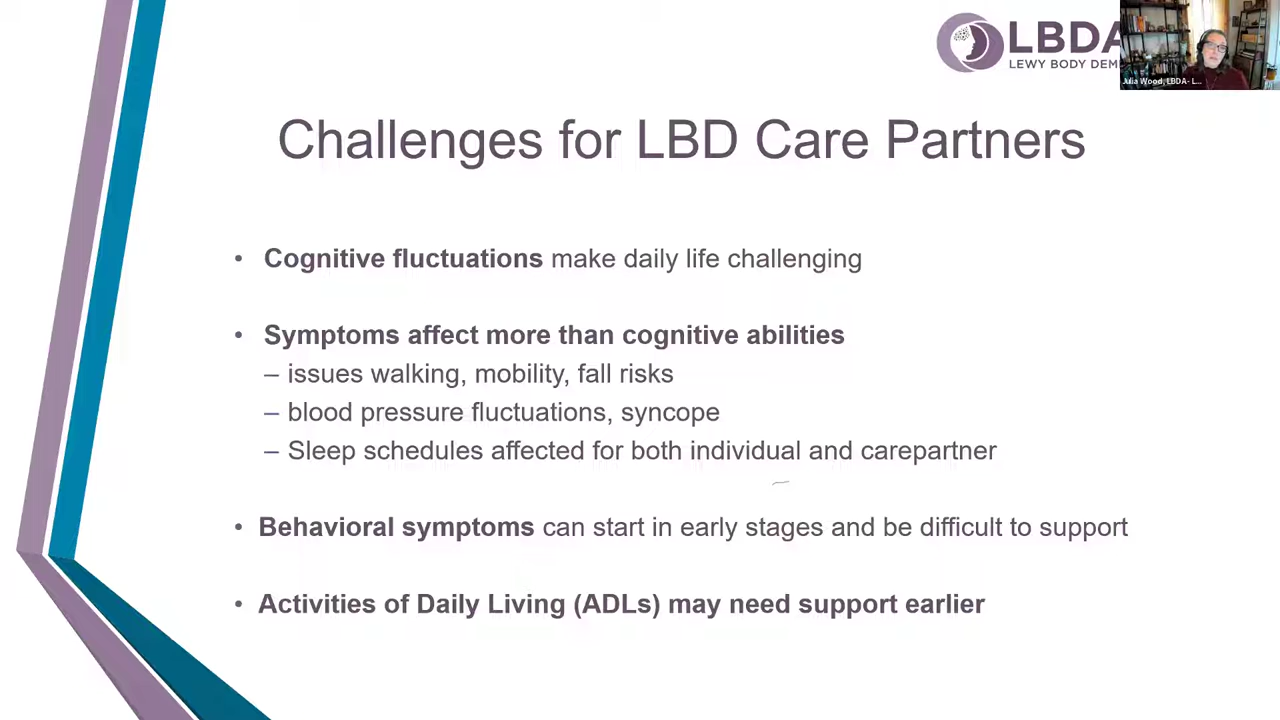 LBDA
LEWY BODY DEM
Julia Wood, LBDA- L...
Challenges for LBD Care Partners
• Cognitive fluctuations make daily life challenging
• Symptoms affect more than cognitive abilities
– issues walking, mobility, fall risks
– blood pressure fluctuations, syncope
– Sleep schedules affected for both individual and carepartner
• Behavioral symptoms can start in early stages and be difficult to support
• Activities of Daily Living (ADLs) may need support earlier